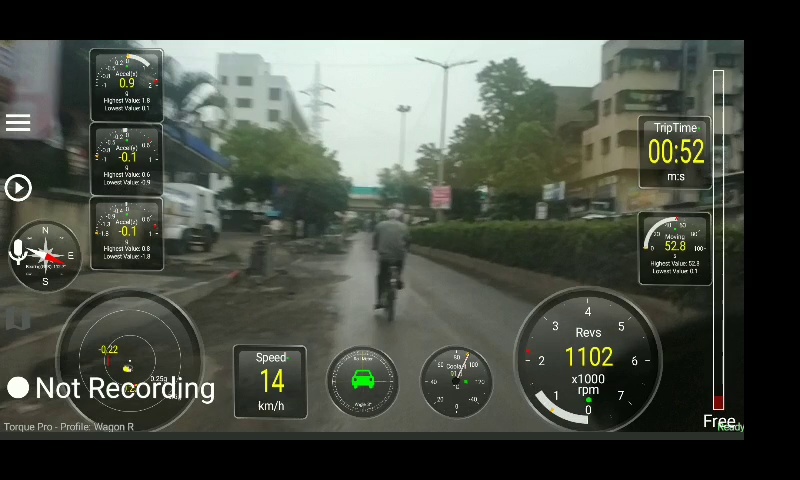 Accel(x)
0.9
g
Highest Value: 1.8
Lowest Value: 0.1
Accel(y)
-0.1
g
Highest Value: 0.6
Lowest Value: -0.9
Accel(z)
-0.1
g
Highest Value: 0.8
Lowest Value: -1.8
TripTime
00:52
m:s
Moving
52.8
s
Highest Value: 52.8
Lowest Value: 0.1
N
E
S
-0.22
0.25g
Not Recording
Speed
14
km/h
Revs
1102
x1000
rpm
0
1
2
3
4
5
6
7
Free
Ready
Torque Pro - Profile: Wagon R